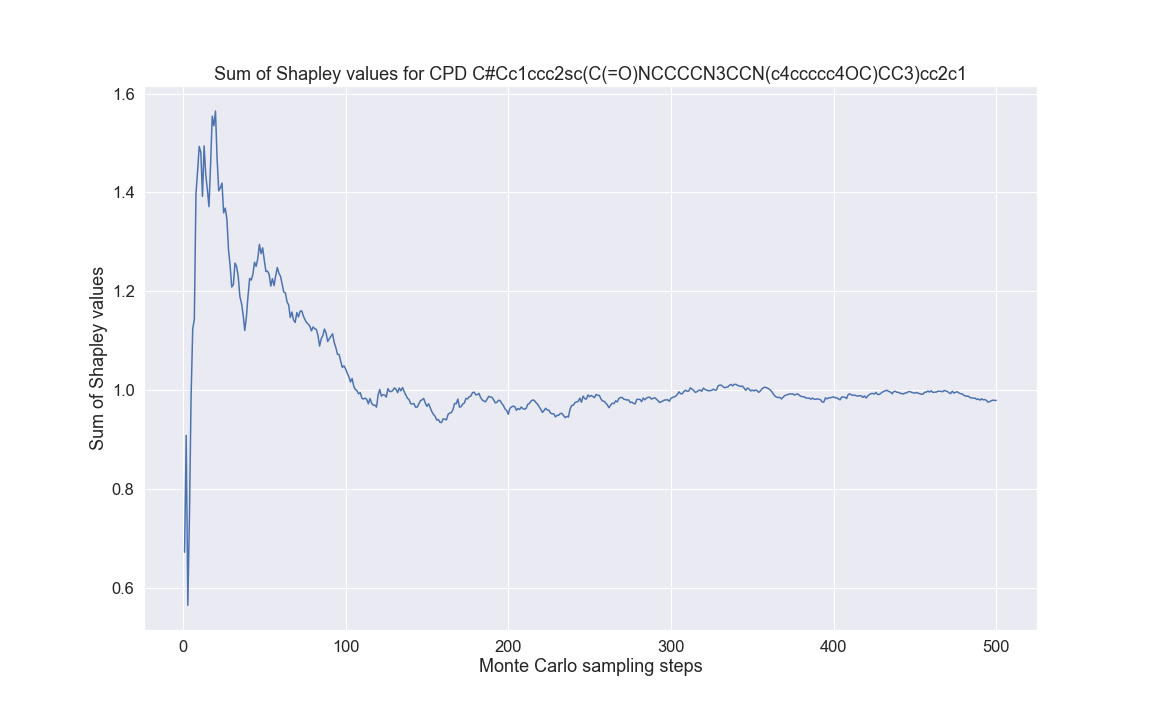 Sum of Shapley values for CPD C#Cc1ccc2sc(C(=O)NCCCCN3CCN(c4ccccc4OC)CC3)cc2c1
1.6
1.4
1.2
1.0
0.8
0.6
Sum of Shapley values
0 100 200 300 400 500
Monte Carlo sampling steps